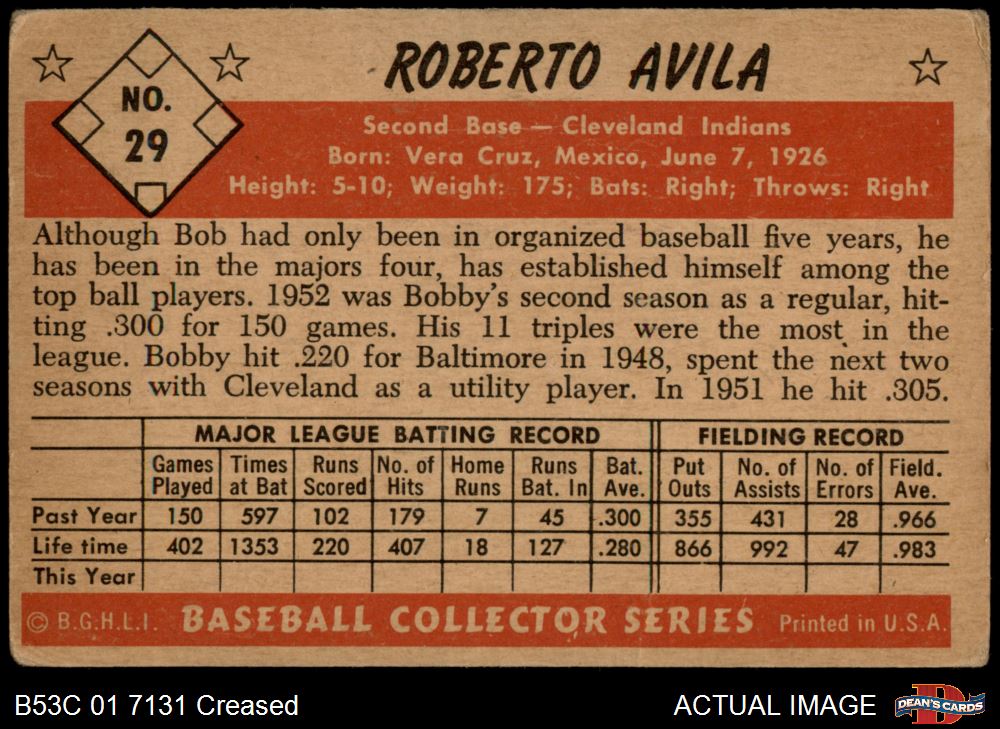 NO.
29
ROBERTO AVILA
Second Base — Cleveland Indians
Born: Vera Cruz, Mexico, June 7, 1926
Height: 5-10; Weight: 175; Bats: Right; Throws: Right
Although Bob had only been in organized baseball five years, he
has been in the majors four, has established himself among the
top ball players. 1952 was Bobby's second season as a regular, hit-
ting .300 for 150 games. His 11 triples were the most in the
league. Bobby hit .220 for Baltimore in 1948, spent the next two
seasons with Cleveland as a utility player. In 1951 he hit .305.
MAJOR LEAGUE BATTING RECORD FIELDING RECORD
Games Times Runs No. of Home Runs Bat. Put No. of No. of Field.
Played at Bat Scored Hits Runs Bat. In Ave. Outs Assists Errors Ave.
Past Year 150 597 102 179 7 45 .300 355 431 28 .966
Life time 402 1353 220 407 18 127 .280 866 992 47 .983
This Year
© B.G.H.L.I. BASEBALL COLLECTOR SERIES Printed in U.S.A.
B53C 01 7131 Creased ACTUAL IMAGE D DEAN'S CARDS